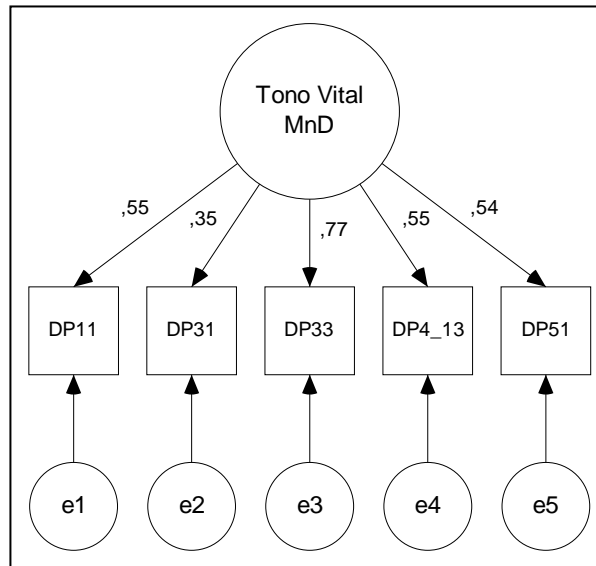 Tono Vital
MnD
,55
,35
,77
,55
,54
DP11
DP31
DP33
DP4_13
DP51
e1
e2
e3
e4
e5